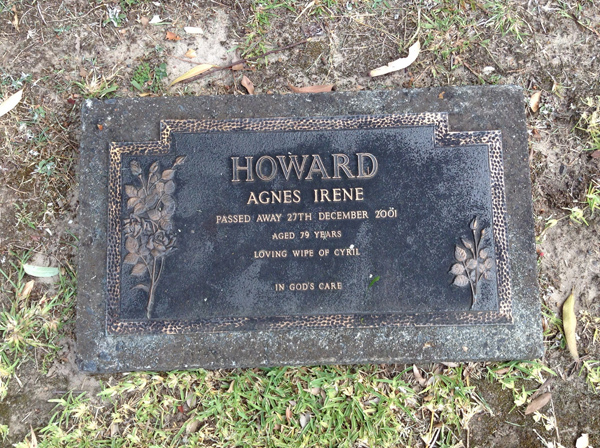 HOWARD
AGNES IRENE
PASSED AWAY 27TH DECEMBER 2001
AGED 79 YEARS
LOVING WIFE OF CYRIL
IN GOD'S CARE